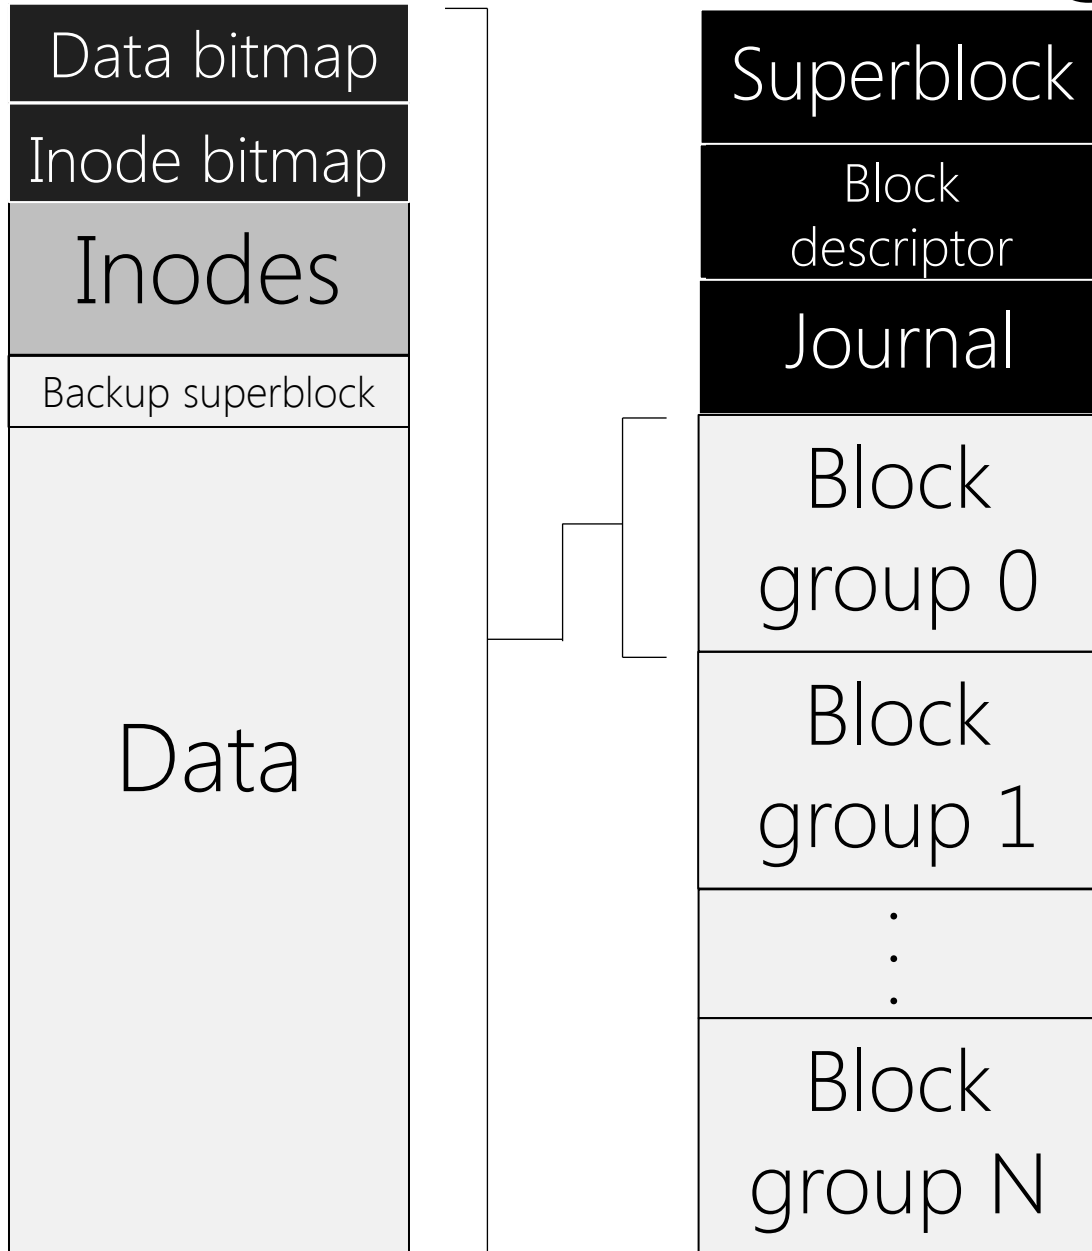 Data bitmap
Inode bitmap
Inodes
Backup superblock
Data
Superblock
Block
descriptor
Journal
Block
group 0
Block
group 1
.
.
.
Block
group N